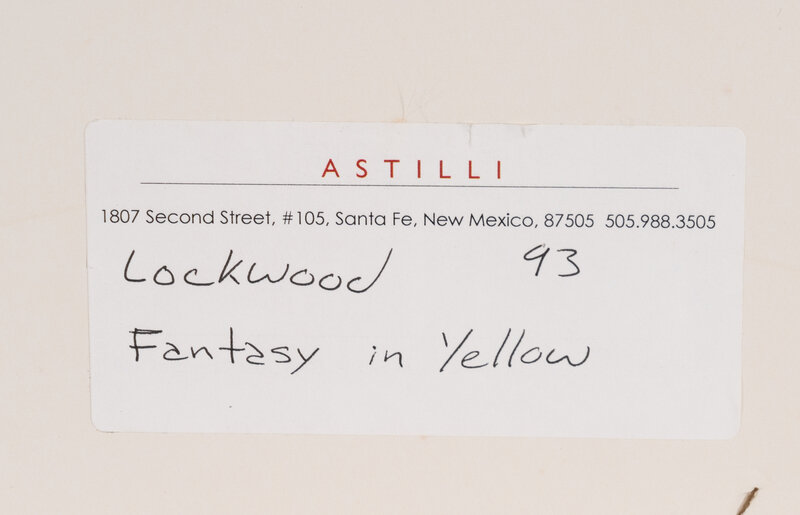 ASTILLI
1807 Second Street, #105, Santa Fe, New Mexico, 87505 505.988.3505
Lockwood 93
Fantasy in Yellow